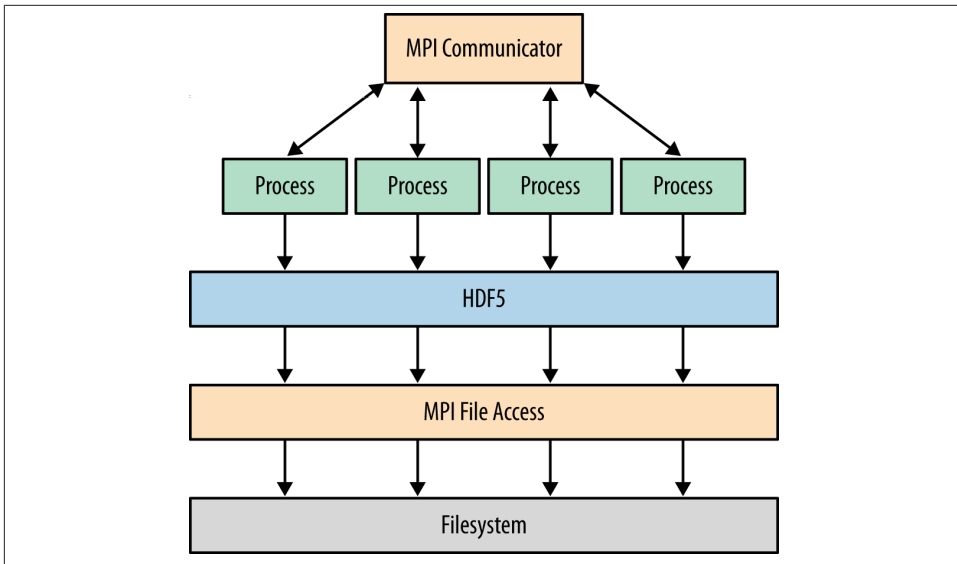 MPI Communicator
Process Process Process Process
HDF5
MPI File Access
Filesystem